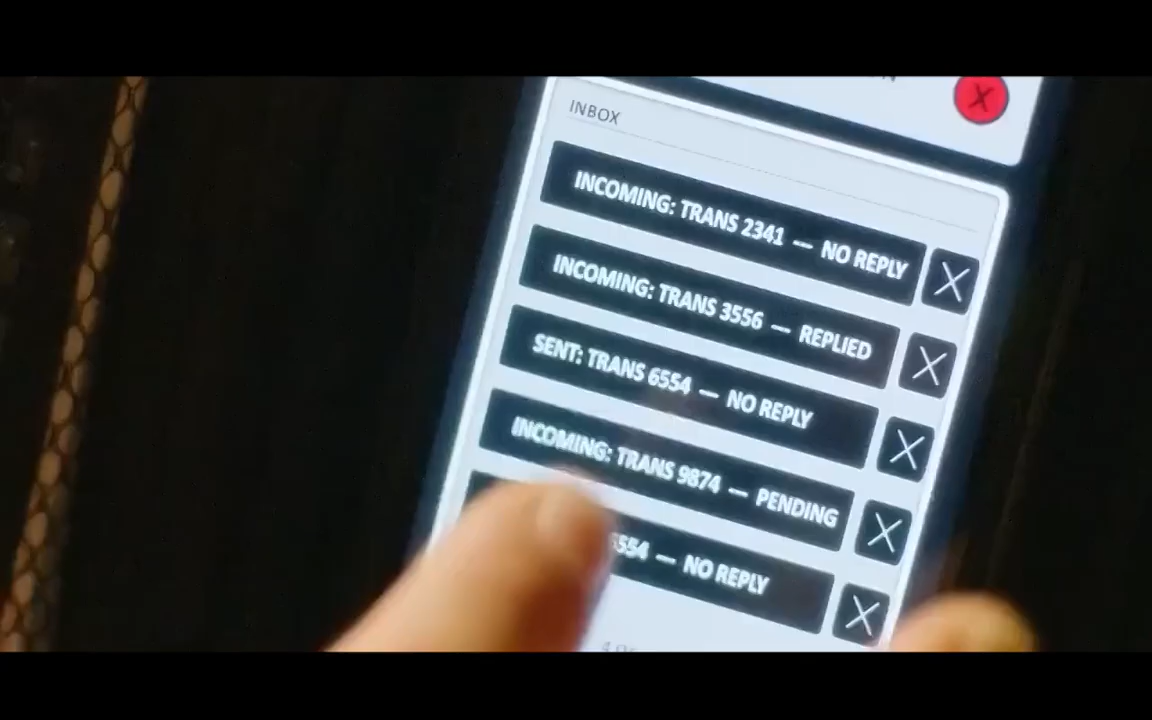 INBOX
INCOMING: TRANS 2341 — NO REPLY
INCOMING: TRANS 3556 — REPLIED
SENT: TRANS 6554 — NO REPLY
INCOMING: TRANS 9874 — PENDING
6554 — NO REPLY